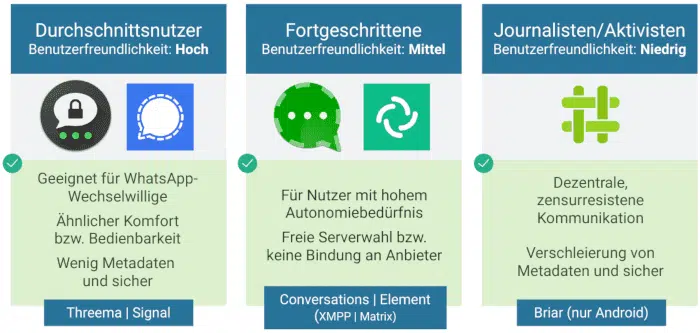 Durchschnittsnutzer
Benutzerfreundlichkeit: Hoch
Geeignet für WhatsApp-
Wechselwillige
Ähnlicher Komfort
bzw. Bedienbarkeit
Wenig Metadaten
und sicher
Threema | Signal
Fortgeschrittene
Benutzerfreundlichkeit: Mittel
Für Nutzer mit hohem
Autonomiebedürfnis
Freie Serverwahl bzw.
keine Bindung an Anbieter
Conversations | Element
(XMPP | Matrix)
Journalisten/Aktivisten
Benutzerfreundlichkeit: Niedrig
Dezentrale,
zensurresistene
Kommunikation
Verschleierung von
Metadaten und sicher
Briar (nur Android)